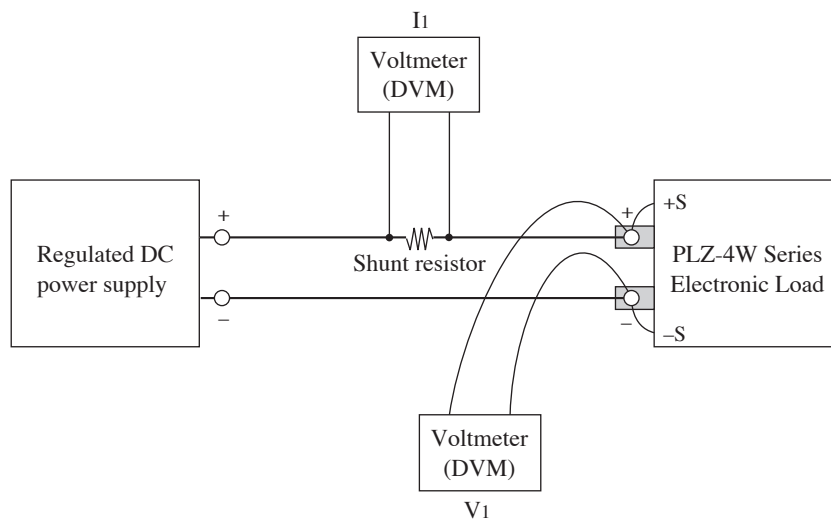 I1
Voltmeter
(DVM)
+
+
+S
Regulated DC
power supply
Shunt resistor
PLZ-4W Series
Electronic Load
–
–
–S
Voltmeter
(DVM)
V1